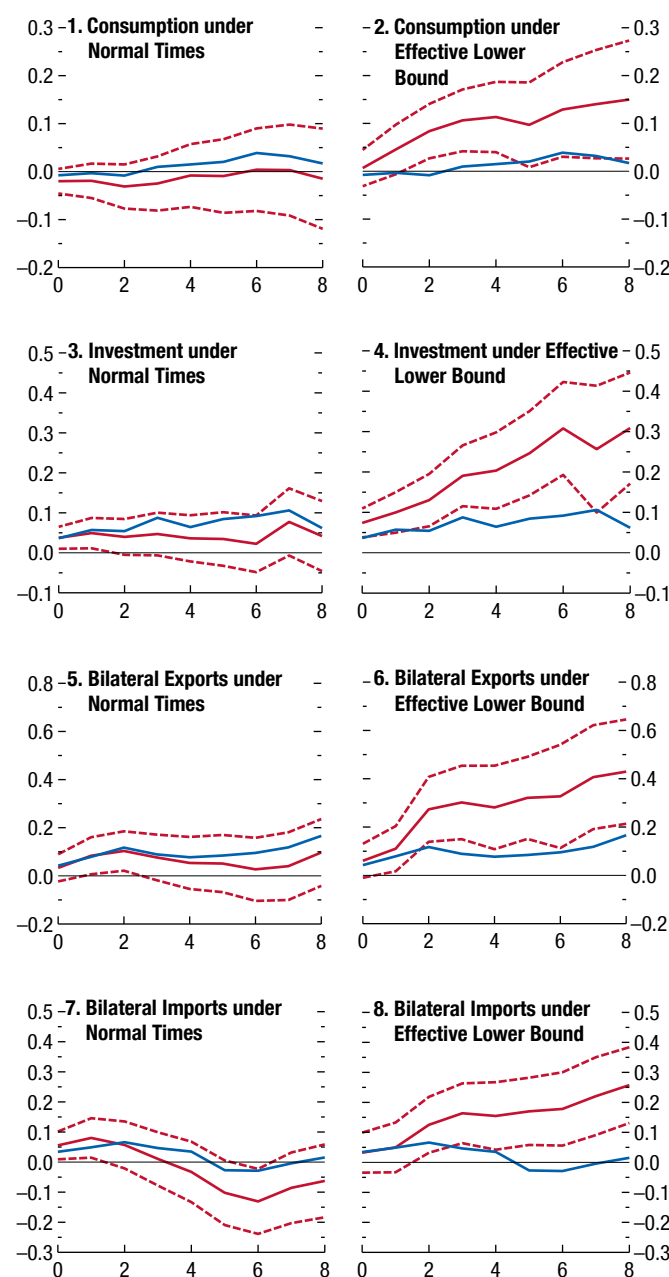 1. Consumption under
Normal Times
0.3
0.2
0.1
0.0
–0.1
–0.2
0 2 4 6 8
2. Consumption under
Effective Lower
Bound
0.3
0.2
0.1
0.0
–0.1
–0.2
0 2 4 6 8
3. Investment under
Normal Times
0.5
0.4
0.3
0.2
0.1
0.0
–0.1
0 2 4 6 8
4. Investment under Effective
Lower Bound
0.5
0.4
0.3
0.2
0.1
0.0
–0.1
0 2 4 6 8
5. Bilateral Exports under
Normal Times
0.8
0.6
0.4
0.2
0.0
–0.2
0 2 4 6 8
6. Bilateral Exports under
Effective Lower Bound
0.8
0.6
0.4
0.2
0.0
–0.2
0 2 4 6 8
7. Bilateral Imports under
Normal Times
0.5
0.4
0.3
0.2
0.1
0.0
–0.1
–0.2
–0.3
0 2 4 6 8
8. Bilateral Imports under
Effective Lower Bound
0.5
0.4
0.3
0.2
0.1
0.0
–0.1
–0.2
–0.3
0 2 4 6 8